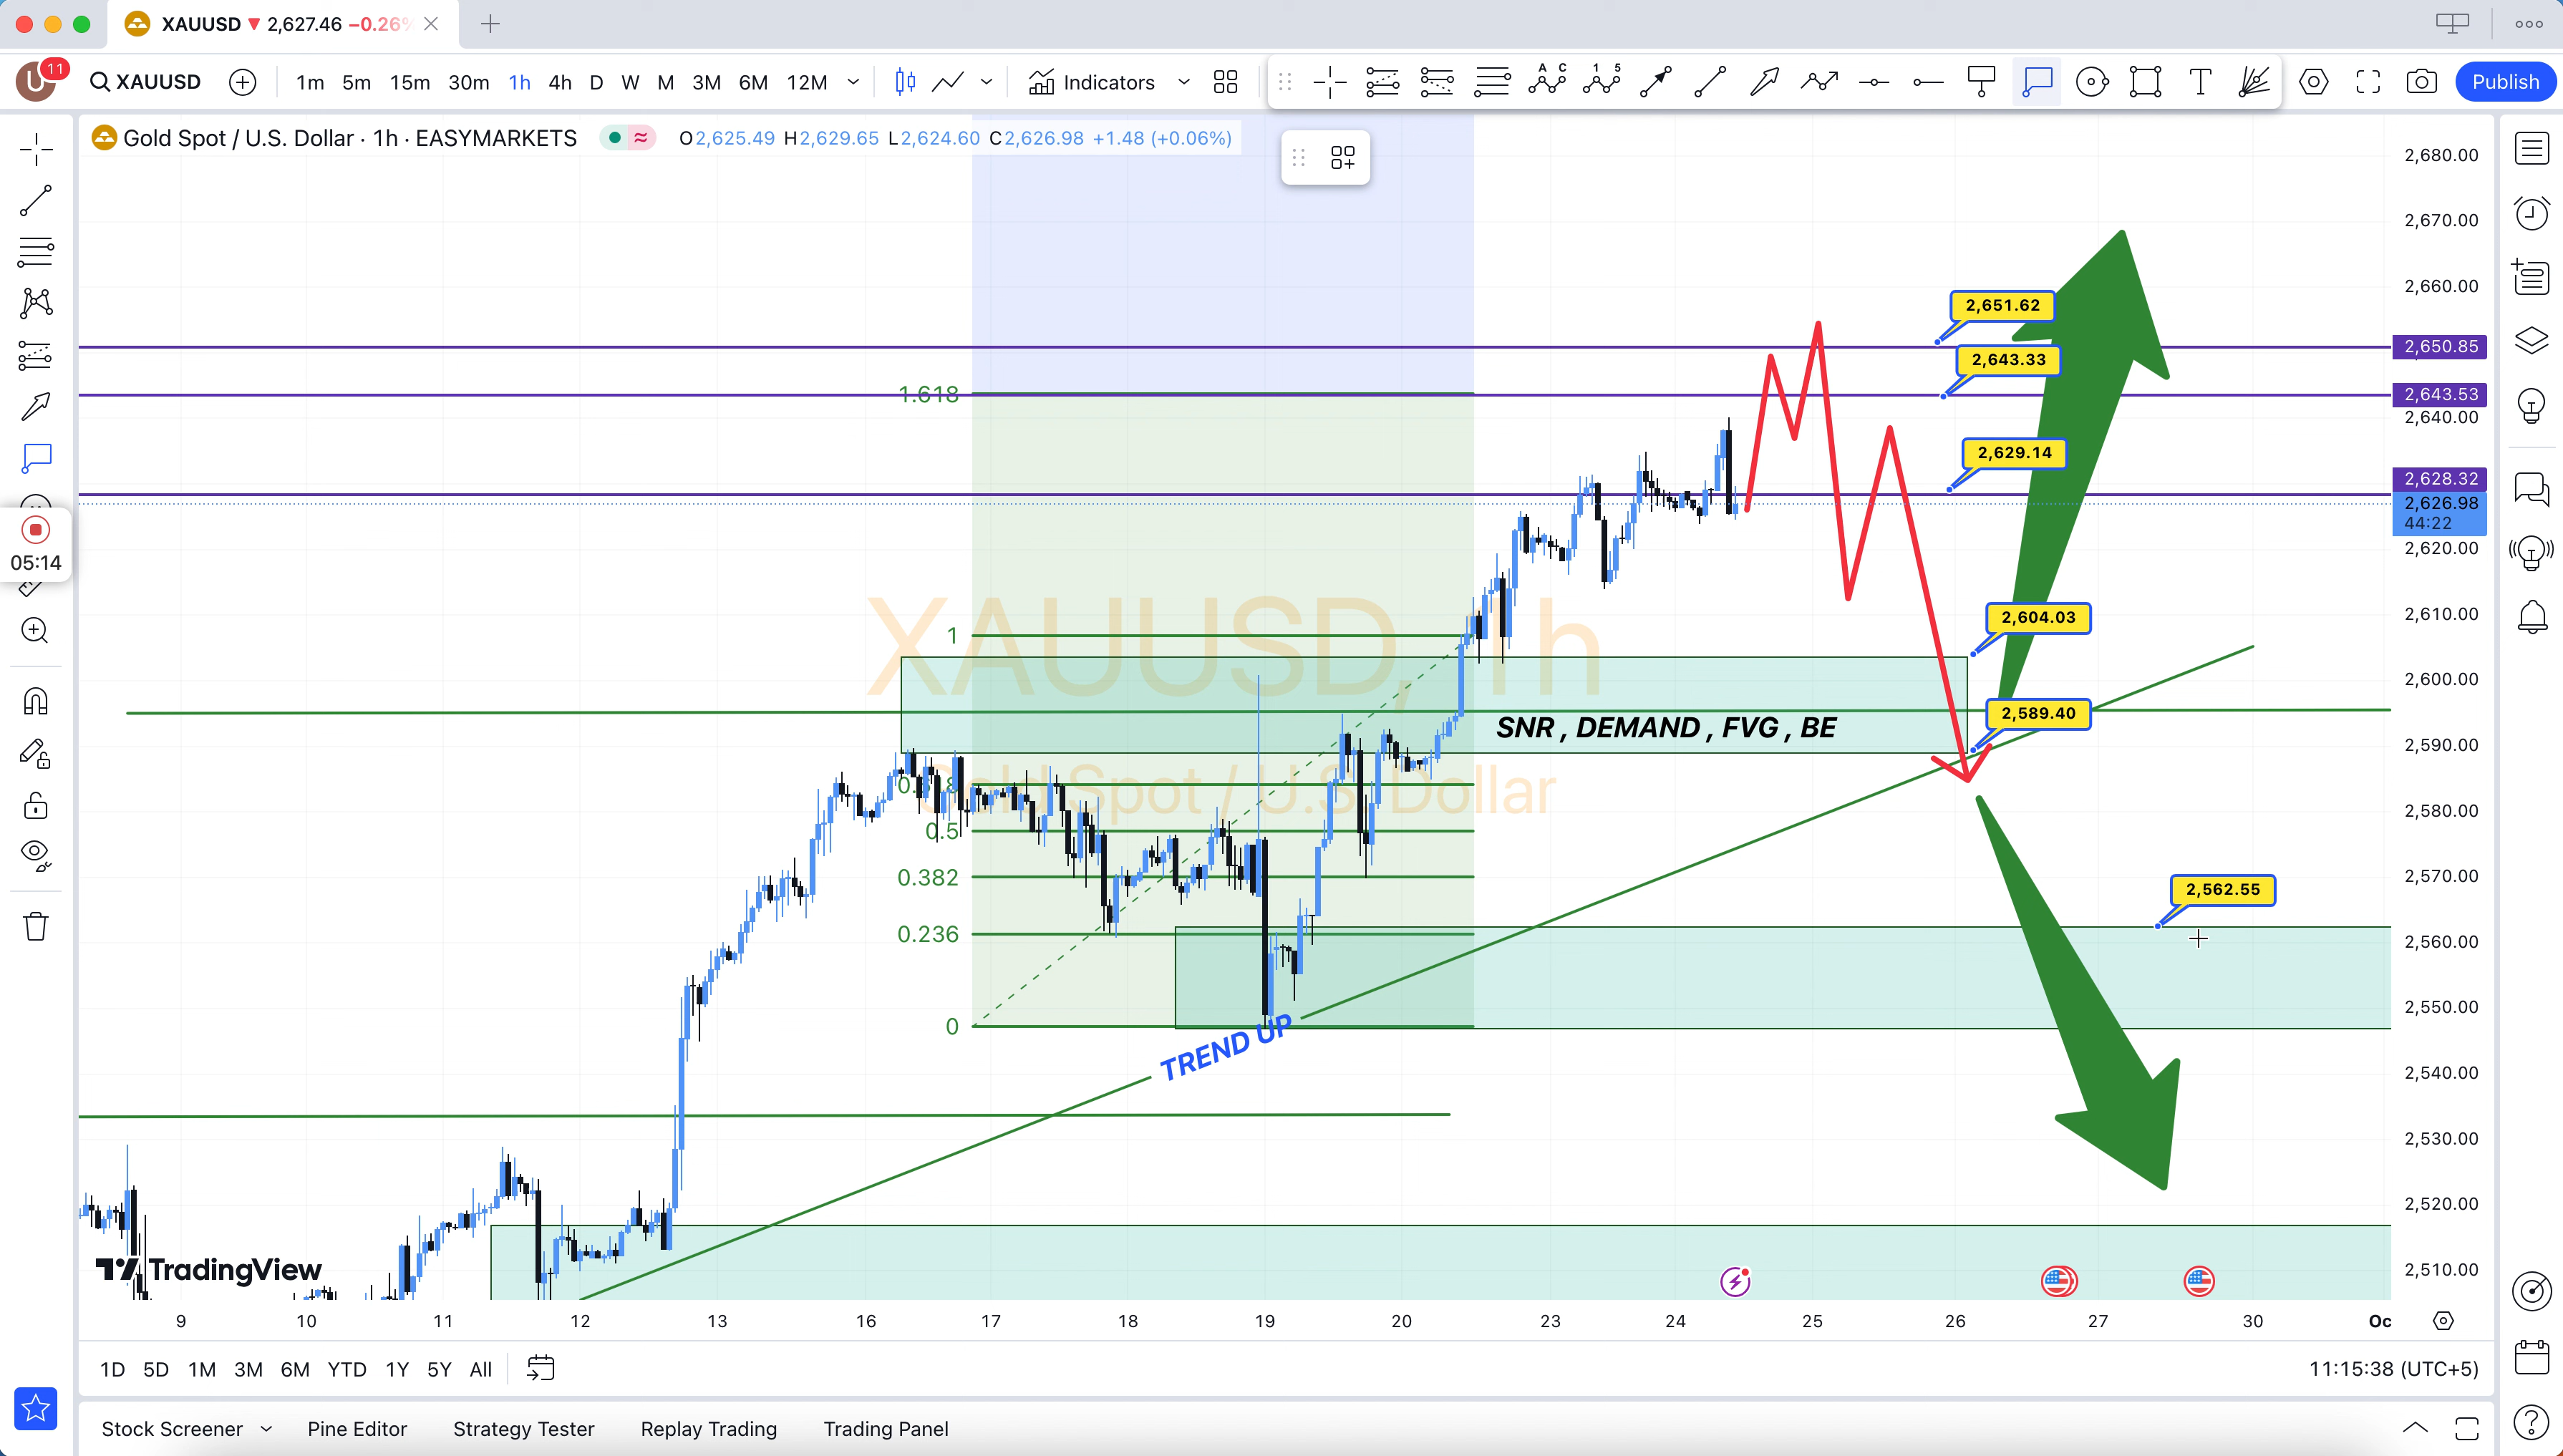 XAUUSD ▼ 2,627.46 −0.26%
U 11 XAUUSD 1m 5m 15m 30m 1h 4h D W M 3M 6M 12M Indicators Publish
Gold Spot / U.S. Dollar · 1h · EASYMARKETS O2,625.49 H2,629.65 L2,624.60 C2,626.98 +1.48 (+0.06%)
2,680.00
2,670.00
2,660.00
2,651.62
2,650.85
2,643.33
1.618
2,643.53
2,640.00
2,629.14
2,628.32
2,626.98
44:22
05:14
2,620.00
2,610.00
2,604.03
1
XAUUSD, 1h
2,600.00
2,589.40
SNR , DEMAND , FVG , BE
2,590.00
0.618
Gold Spot / U.S. Dollar
2,580.00
0.5
0.382
2,570.00
2,562.55
0.236
2,560.00
2,550.00
0
TREND UP
2,540.00
2,530.00
2,520.00
TradingView
2,510.00
9 10 11 12 13 16 17 18 19 20 23 24 25 26 27 30 Oc
1D 5D 1M 3M 6M YTD 1Y 5Y All
11:15:38 (UTC+5)
Stock Screener Pine Editor Strategy Tester Replay Trading Trading Panel